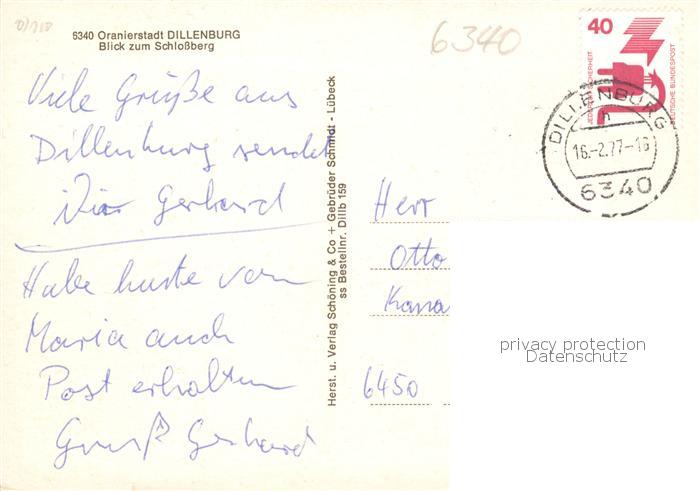 6340 Oranierstadt DILLENBURG
Blick zum Schloßberg
6340
Viele Grüße aus
Dillenburg sendet
Dir Gerhard
Habe heute von
Maria auch
Post erhalten
Gruß Gerhard
Herst. u. Verlag Schöning & Co + Gebrüder Schmidt - Lübeck
ss Bestellnr. Dillb 159
40
DEUTSCHE BUNDESPOST
DILLENBURG
h
16.-2.77-16
6340
Herr
Otto
Kana
6450
privacy protection
Datenschutz